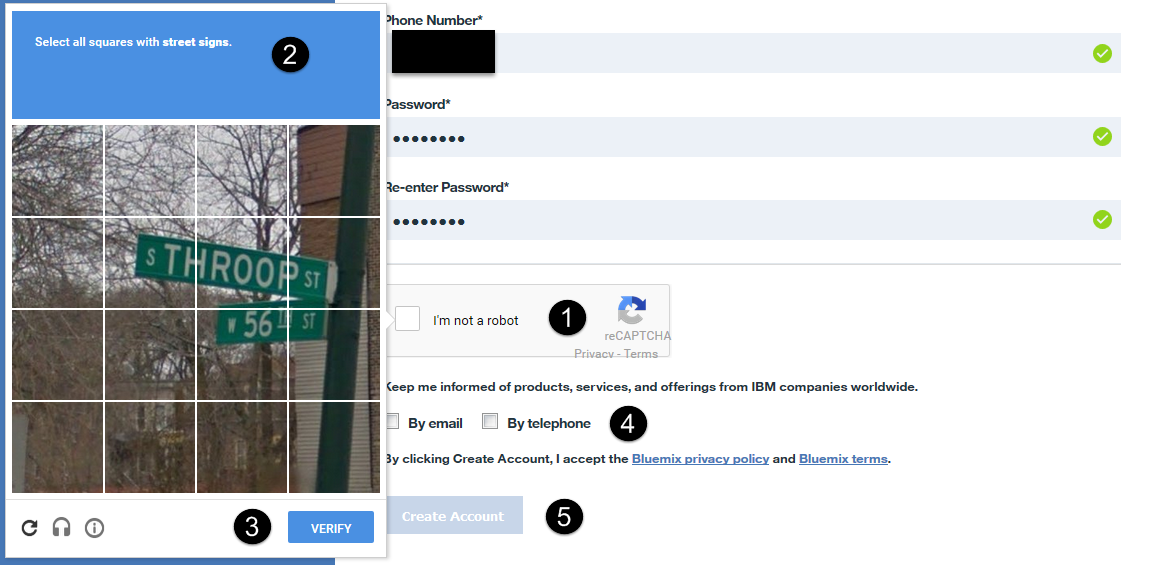 Select all squares with street signs.
2
S THROOP ST
W 56TH ST
3
VERIFY
Phone Number*
Password*
••••••••
Re-enter Password*
••••••••
I'm not a robot
1
reCAPTCHA
Privacy - Terms
Keep me informed of products, services, and offerings from IBM companies worldwide.
By email
By telephone
4
By clicking Create Account, I accept the Bluemix privacy policy and Bluemix terms.
Create Account
5